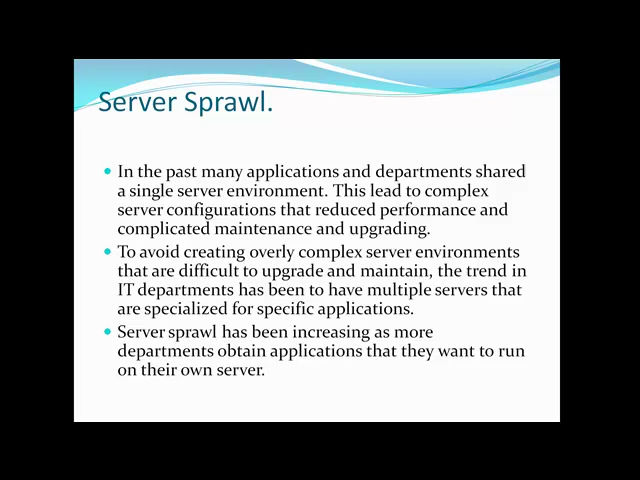 Server Sprawl.
In the past many applications and departments shared
a single server environment. This lead to complex
server configurations that reduced performance and
complicated maintenance and upgrading.
To avoid creating overly complex server environments
that are difficult to upgrade and maintain, the trend in
IT departments has been to have multiple servers that
are specialized for specific applications.
Server sprawl has been increasing as more
departments obtain applications that they want to run
on their own server.